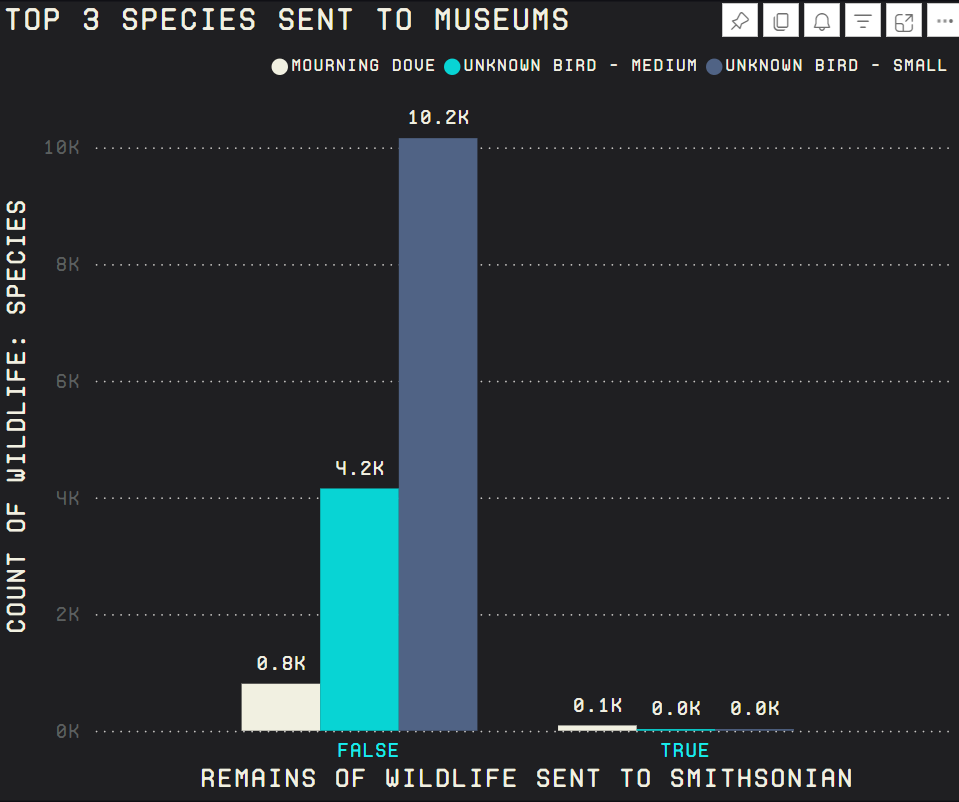 TOP 3 SPECIES SENT TO MUSEUMS
MOURNING DOVE UNKNOWN BIRD - MEDIUM UNKNOWN BIRD - SMALL
COUNT OF WILDLIFE: SPECIES
10K
8K
6K
4K
2K
0K
10.2K
4.2K
0.8K
0.1K 0.0K 0.0K
FALSE TRUE
REMAINS OF WILDLIFE SENT TO SMITHSONIAN